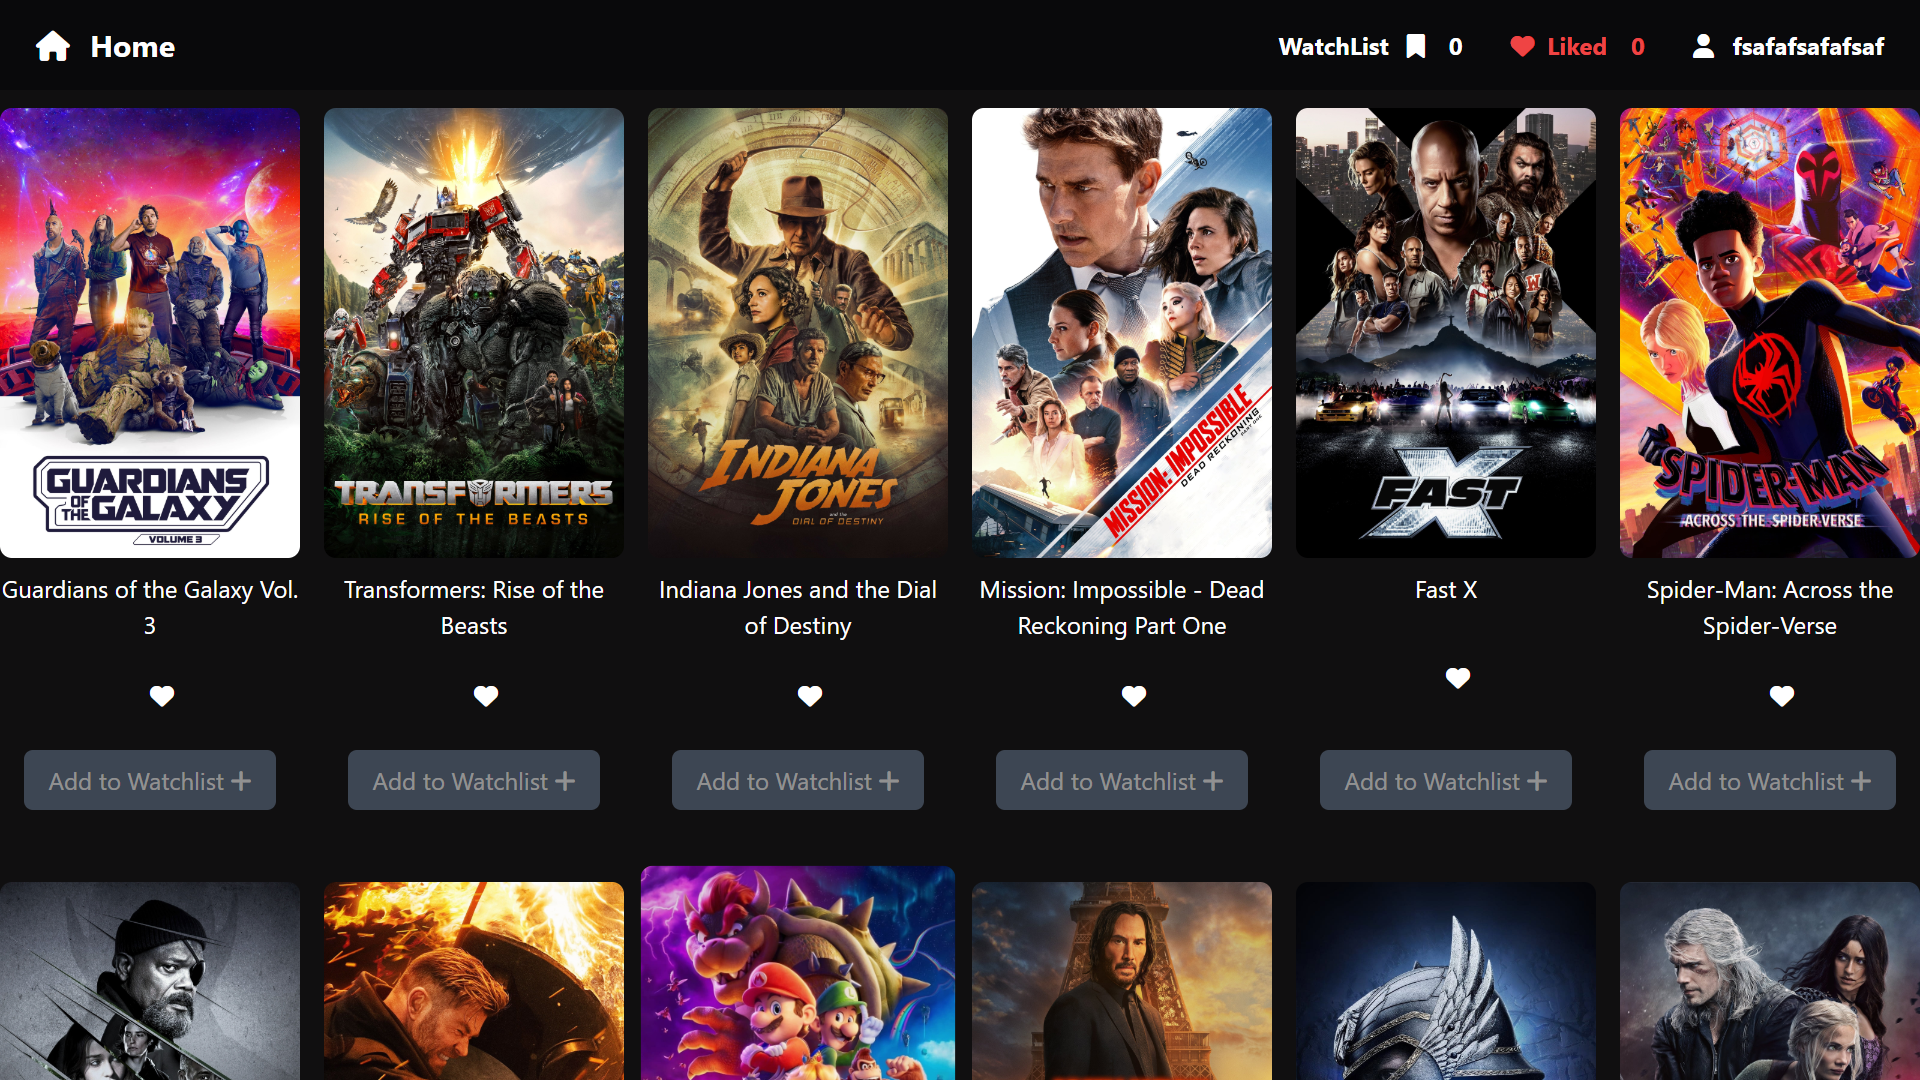 Home
WatchList 0
Liked 0
fsafafsafafsaf
GUARDIANS
OF THE GALAXY
VOLUME 3
TRANSFORMERS
RISE OF THE BEASTS
INDIANA
JONES
and the
DIAL OF DESTINY
MISSION: IMPOSSIBLE
DEAD RECKONING
PART ONE
FAST
X
SPIDER-MAN
ACROSS THE SPIDER-VERSE
Guardians of the Galaxy Vol.
3
Transformers: Rise of the
Beasts
Indiana Jones and the Dial
of Destiny
Mission: Impossible - Dead
Reckoning Part One
Fast X
Spider-Man: Across the
Spider-Verse
Add to Watchlist +
Add to Watchlist +
Add to Watchlist +
Add to Watchlist +
Add to Watchlist +
Add to Watchlist +